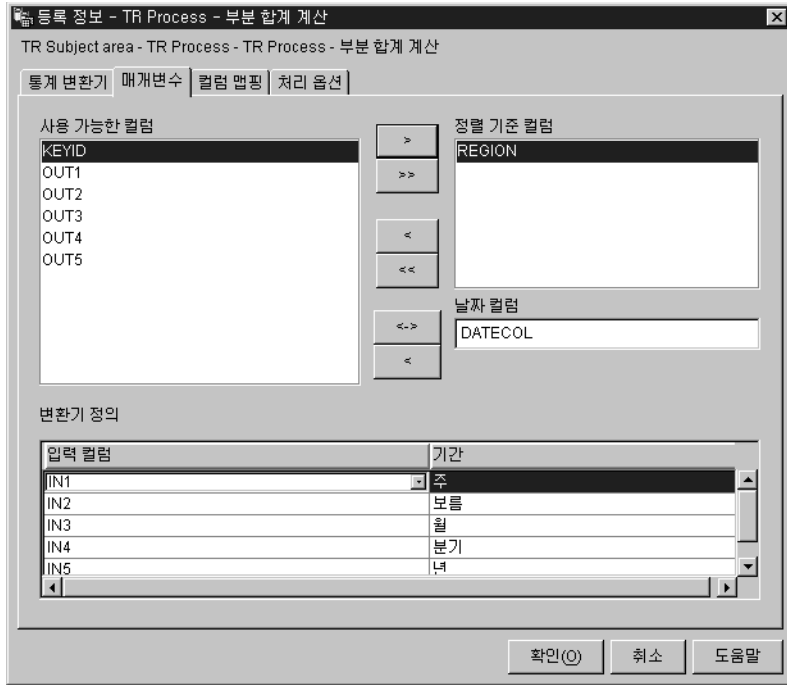 등록 정보 - TR Process - 부분 합계 계산
TR Subject area - TR Process - TR Process - 부분 합계 계산
통계 변환기 매개변수 컬럼 맵핑 처리 옵션
사용 가능한 컬럼
KEYID
OUT1
OUT2
OUT3
OUT4
OUT5
>
>>
<
<<
<->
<
정렬 기준 컬럼
REGION
날짜 컬럼
DATECOL
변환기 정의
입력 컬럼 기간
IN1 주
IN2 보름
IN3 월
IN4 분기
IN5 년
확인(O) 취소 도움말